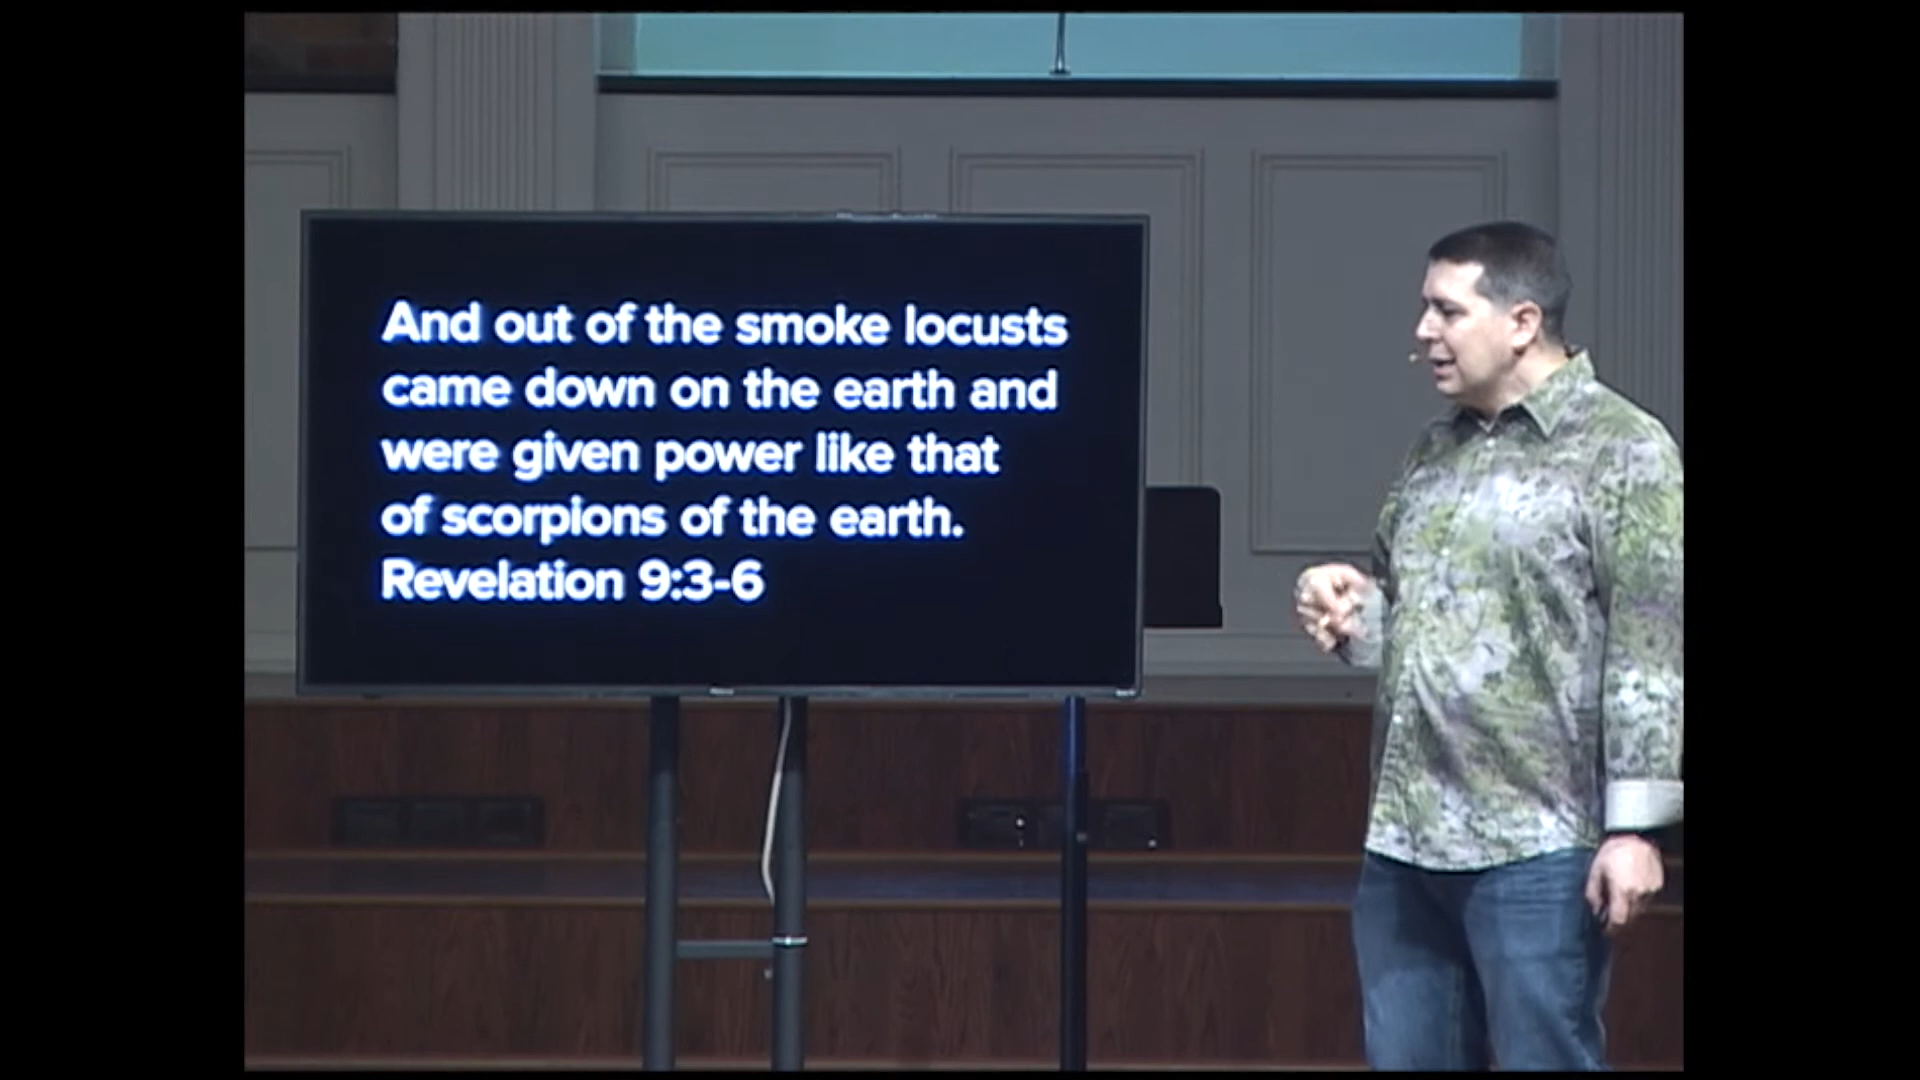 And out of the smoke locusts
came down on the earth and
were given power like that
of scorpions of the earth.
Revelation 9:3-6